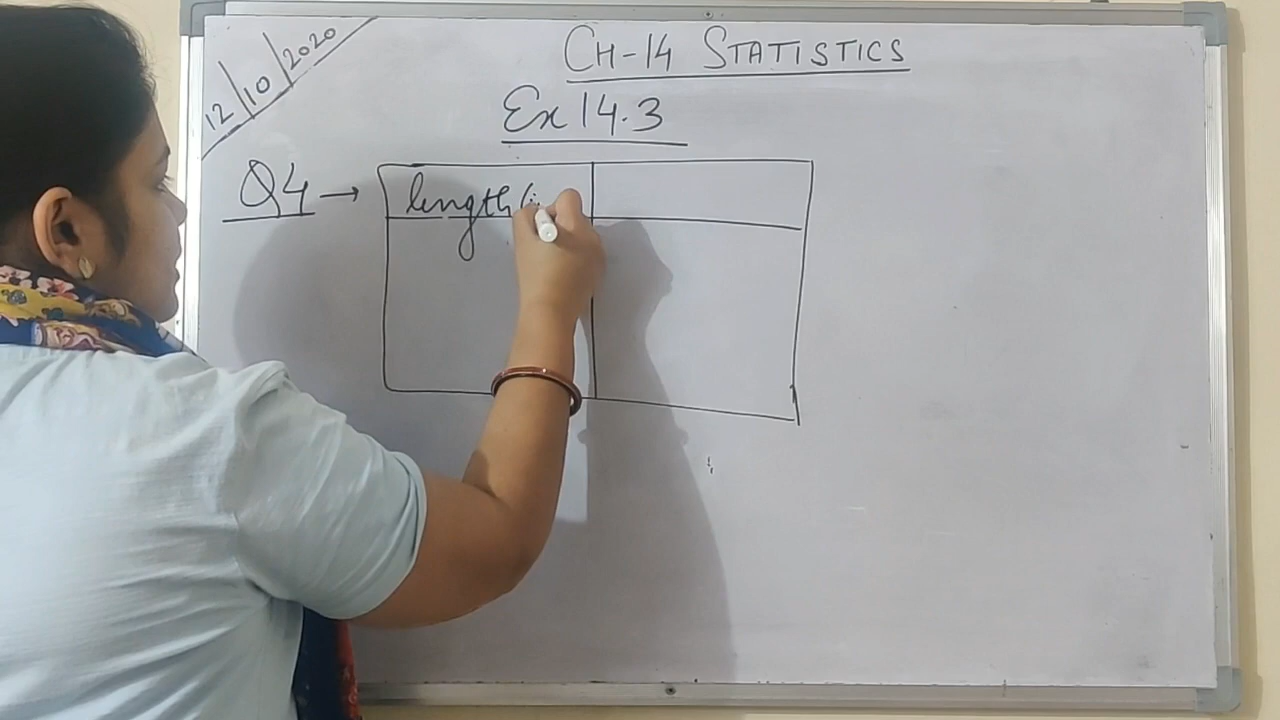 12/10/2020
CH-14 STATISTICS
Ex 14.3
Q4 → length (i